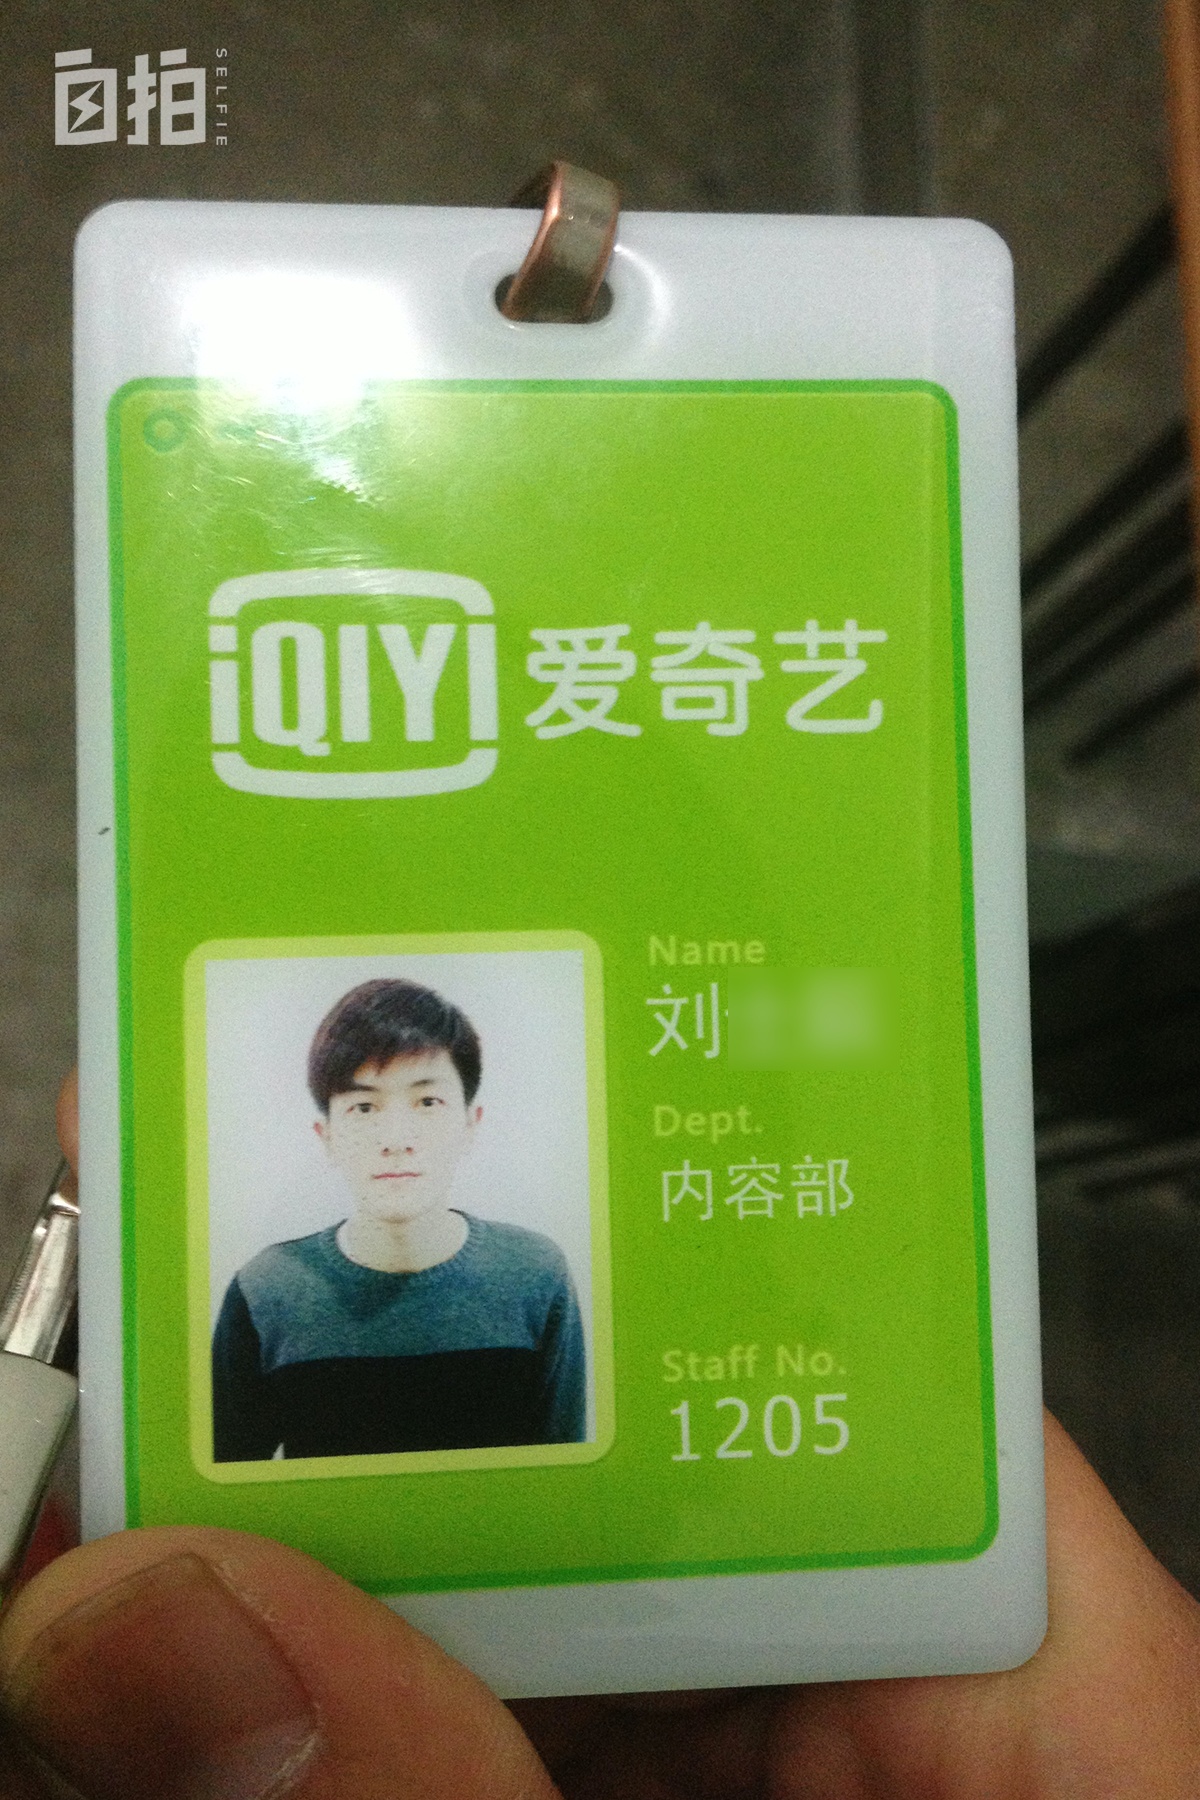 自拍
SELFIE
iQIYI 爱奇艺
Name
刘
Dept.
内容部
Staff No.
1205